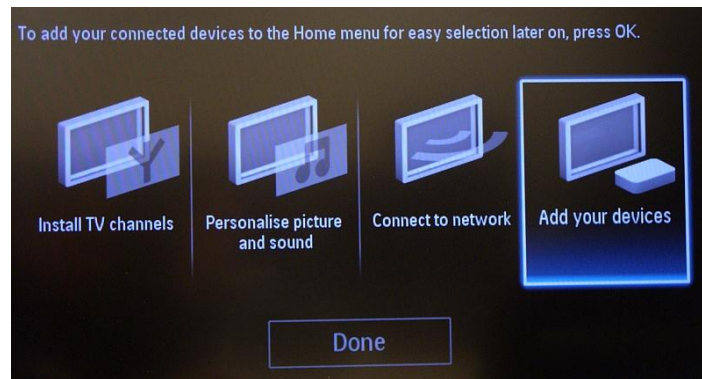 To add your connected devices to the Home menu for easy selection later on, press OK.
Install TV channels
Personalise picture
and sound
Connect to network
Add your devices
Done